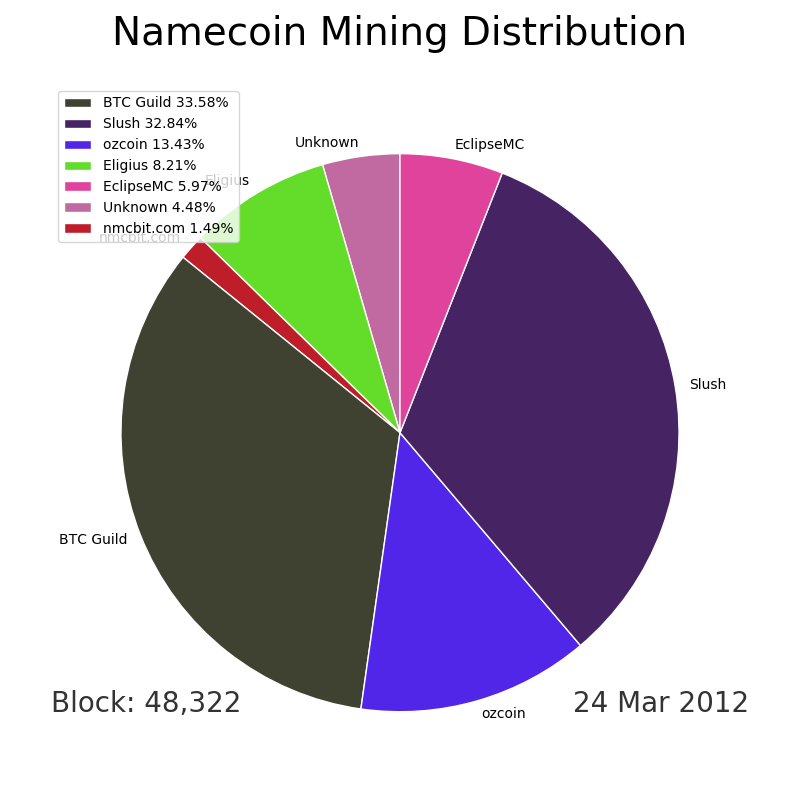 Namecoin Mining Distribution
BTC Guild 33.58%
Slush 32.84%
ozcoin 13.43%
Eligius 8.21%
EclipseMC 5.97%
Unknown 4.48%
nmcbit.com 1.49%
Unknown
EclipseMC
Eligius
nmcbit.com
Slush
BTC Guild
ozcoin
Block: 48,322
24 Mar 2012